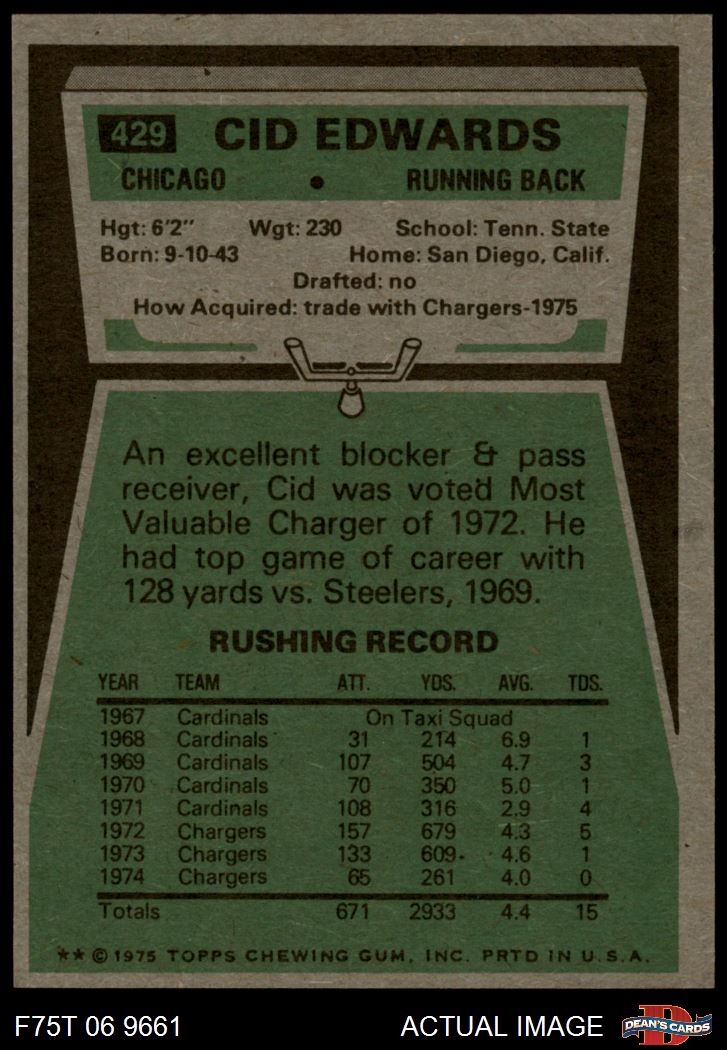 429 CID EDWARDS
CHICAGO • RUNNING BACK
Hgt: 6'2" Wgt: 230 School: Tenn. State
Born: 9-10-43 Home: San Diego, Calif.
Drafted: no
How Acquired: trade with Chargers-1975
An excellent blocker & pass
receiver, Cid was voted Most
Valuable Charger of 1972. He
had top game of career with
128 yards vs. Steelers, 1969.
RUSHING RECORD
YEAR TEAM ATT. YDS. AVG. TDS.
1967 Cardinals On Taxi Squad
1968 Cardinals 31 214 6.9 1
1969 Cardinals 107 504 4.7 3
1970 Cardinals 70 350 5.0 1
1971 Cardinals 108 316 2.9 4
1972 Chargers 157 679 4.3 5
1973 Chargers 133 609 4.6 1
1974 Chargers 65 261 4.0 0
Totals 671 2933 4.4 15
** © 1975 TOPPS CHEWING GUM, INC. PRTD IN U.S.A.
F75T 06 9661 ACTUAL IMAGE D DEAN'S CARDS